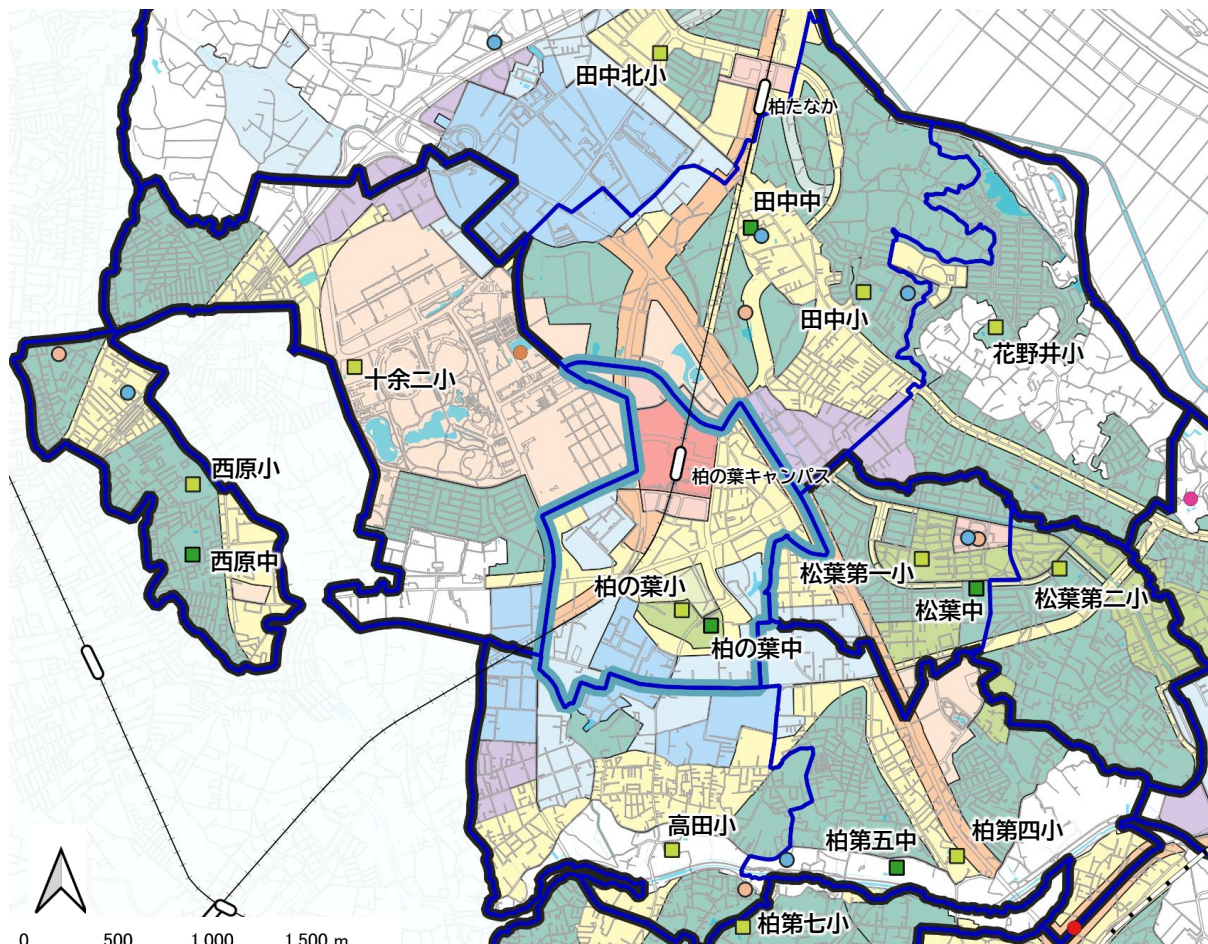 田中北小
柏たなか
田中中
田中小
花野井小
十余二小
西原小
柏の葉キャンパス
西原中
柏の葉小
松葉第一小
松葉中
松葉第二小
柏の葉中
高田小
柏第五中
柏第四小
柏第七小
0 500 1,000 1,500 m